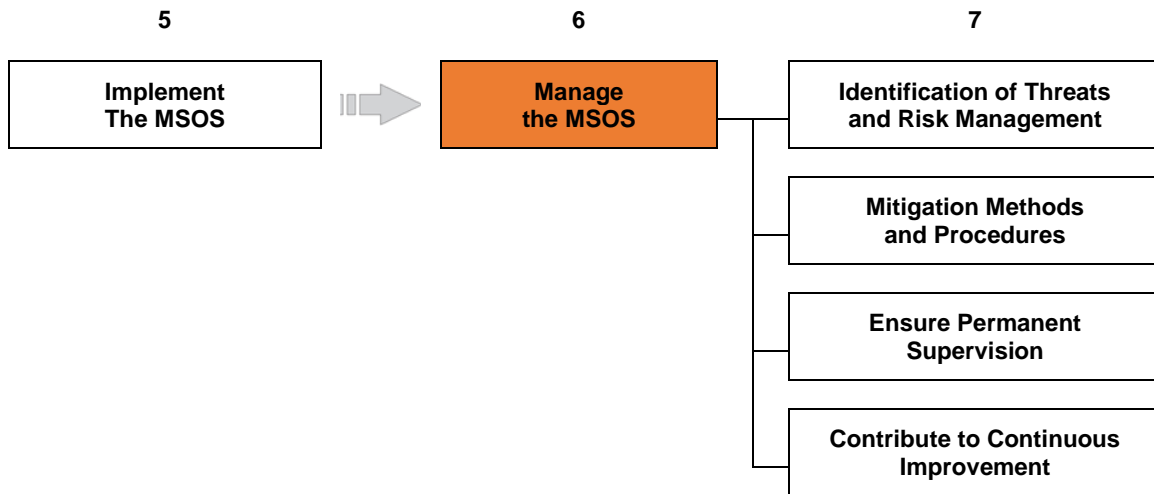 5
6
7
Implement
The MSOS
Manage
the MSOS
Identification of Threats
and Risk Management
Mitigation Methods
and Procedures
Ensure Permanent
Supervision
Contribute to Continuous
Improvement